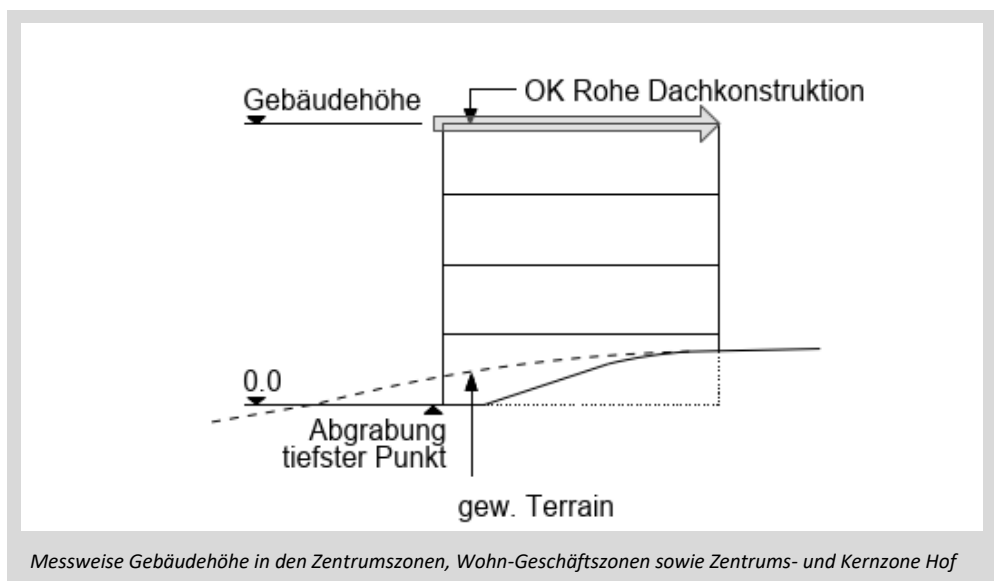 Gebäudehöhe
OK Rohe Dachkonstruktion
0.0
Abgrabung
tiefster Punkt
gew. Terrain
Messweise Gebäudehöhe in den Zentrumszonen, Wohn-Geschäftszonen sowie Zentrums- und Kernzone Hof